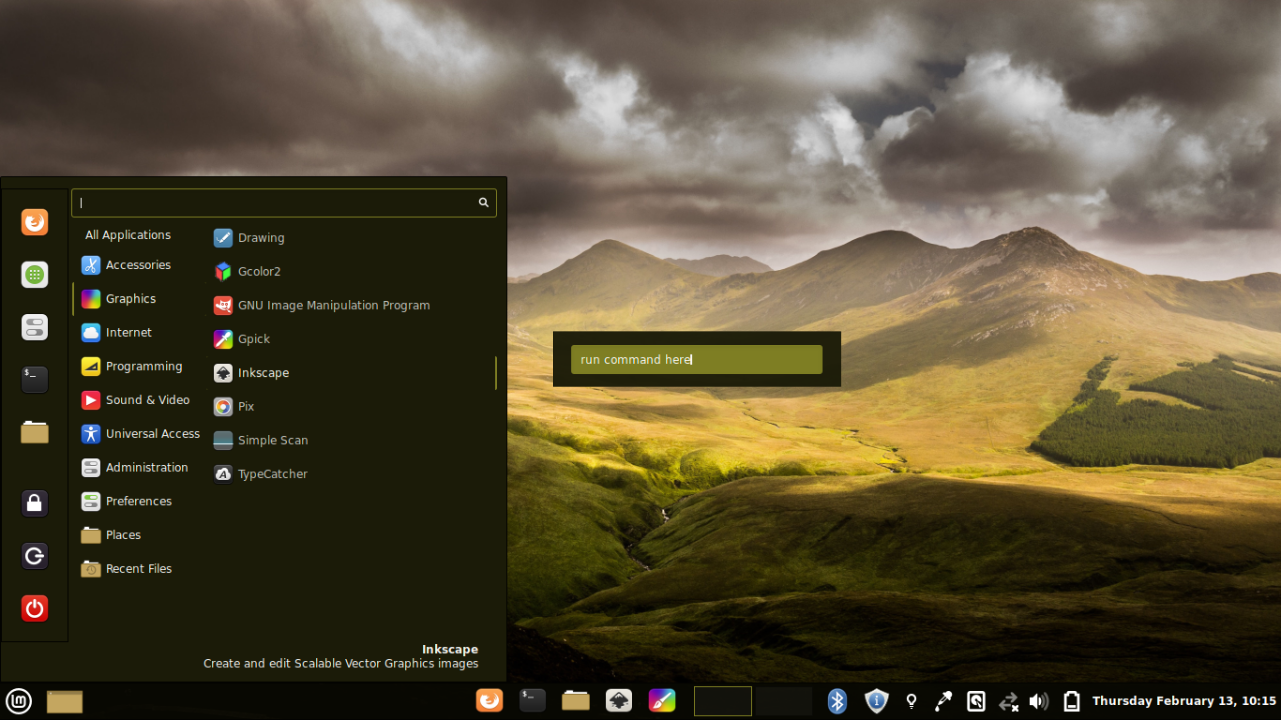 All Applications
Accessories
Graphics
Internet
Programming
Sound & Video
Universal Access
Administration
Preferences
Places
Recent Files
Drawing
Gcolor2
GNU Image Manipulation Program
Gpick
Inkscape
Pix
Simple Scan
TypeCatcher
Inkscape
Create and edit Scalable Vector Graphics images
run command here
$_
$_
Thursday February 13, 10:15